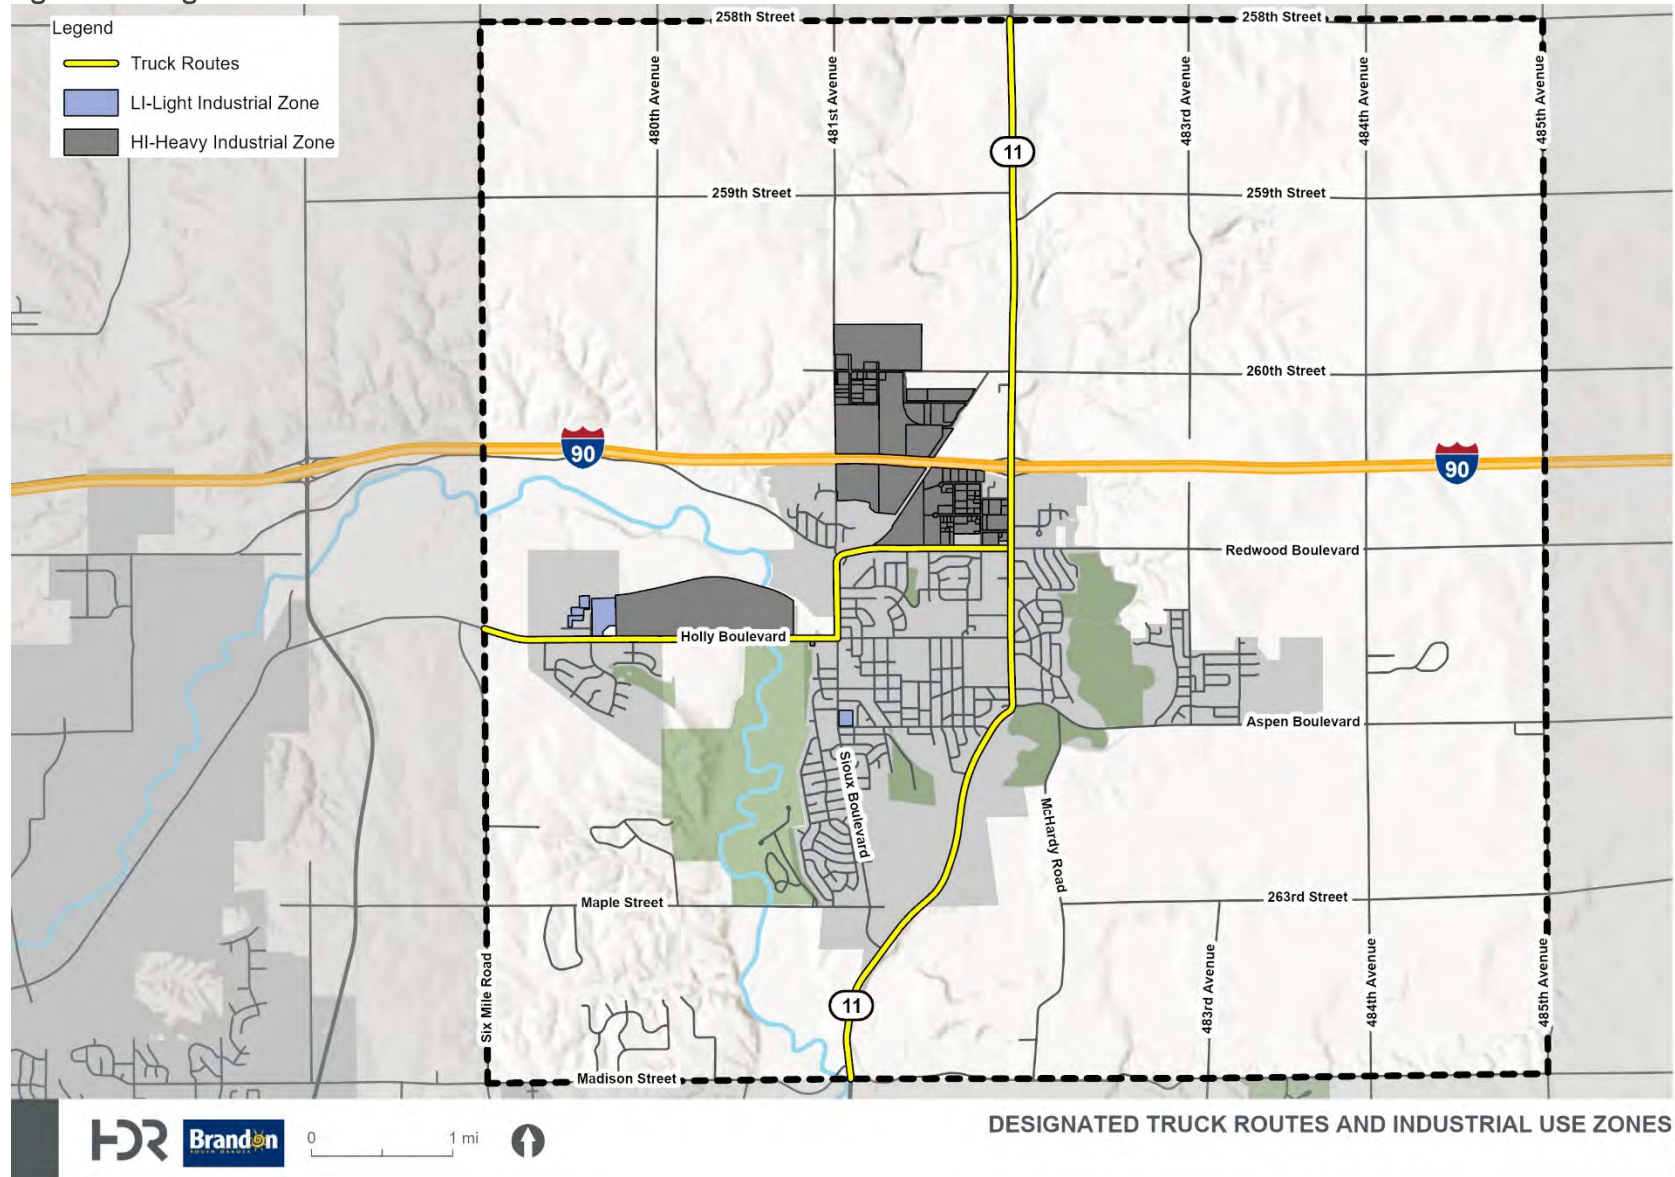 258th Street
258th Street
Legend
Truck Routes
LI-Light Industrial Zone
HI-Heavy Industrial Zone
480th Avenue
481st Avenue
483rd Avenue
484th Avenue
485th Avenue
11
259th Street
259th Street
260th Street
90
90
Redwood Boulevard
Holly Boulevard
Aspen Boulevard
Sioux Boulevard
McHardy Road
Maple Street
263rd Street
Six Mile Road
483rd Avenue
484th Avenue
485th Avenue
11
Madison Street
HDR
Brandon
SOUTH DAKOTA
0 1 mi
DESIGNATED TRUCK ROUTES AND INDUSTRIAL USE ZONES